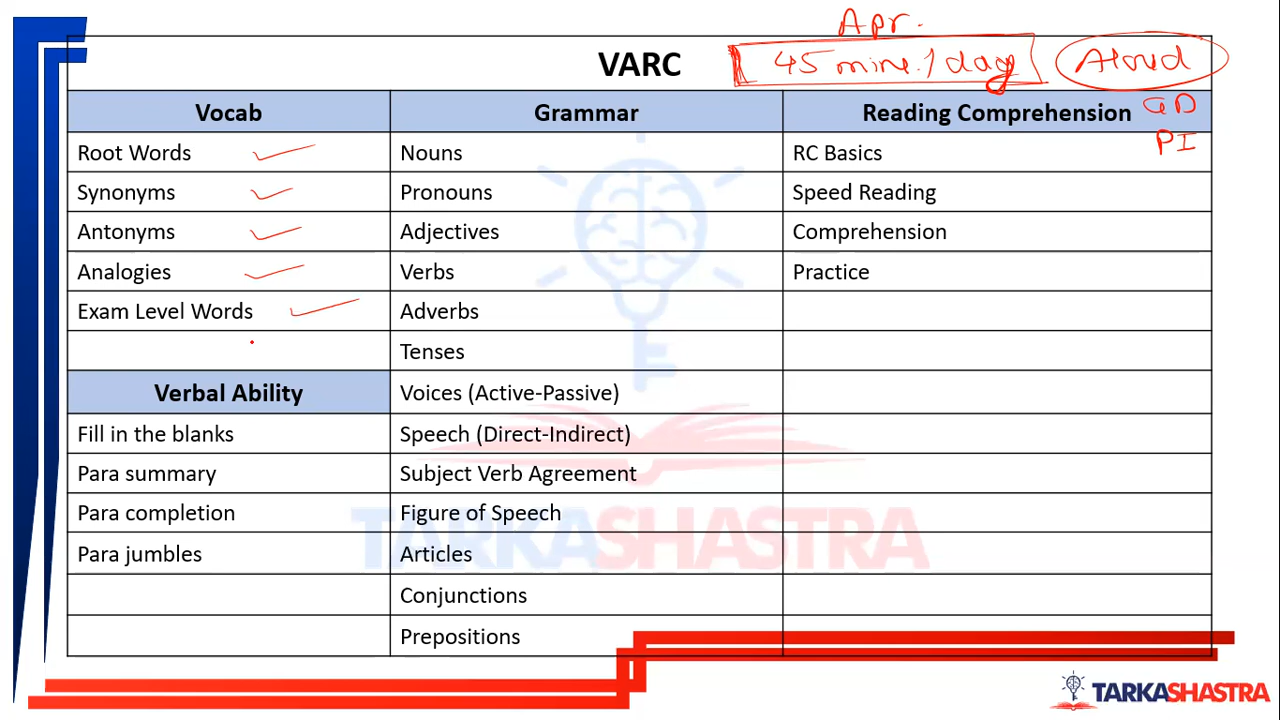 Apr.
VARC
45 mins. / day
Aloud
Vocab
Grammar
Reading Comprehension
GD
PI
Root Words
Nouns
RC Basics
Synonyms
Pronouns
Speed Reading
Antonyms
Adjectives
Comprehension
Analogies
Verbs
Practice
Exam Level Words
Adverbs
Tenses
Verbal Ability
Voices (Active-Passive)
Fill in the blanks
Speech (Direct-Indirect)
Para summary
Subject Verb Agreement
Para completion
Figure of Speech
Para jumbles
Articles
Conjunctions
Prepositions
TARKASHASTRA
TARKASHASTRA